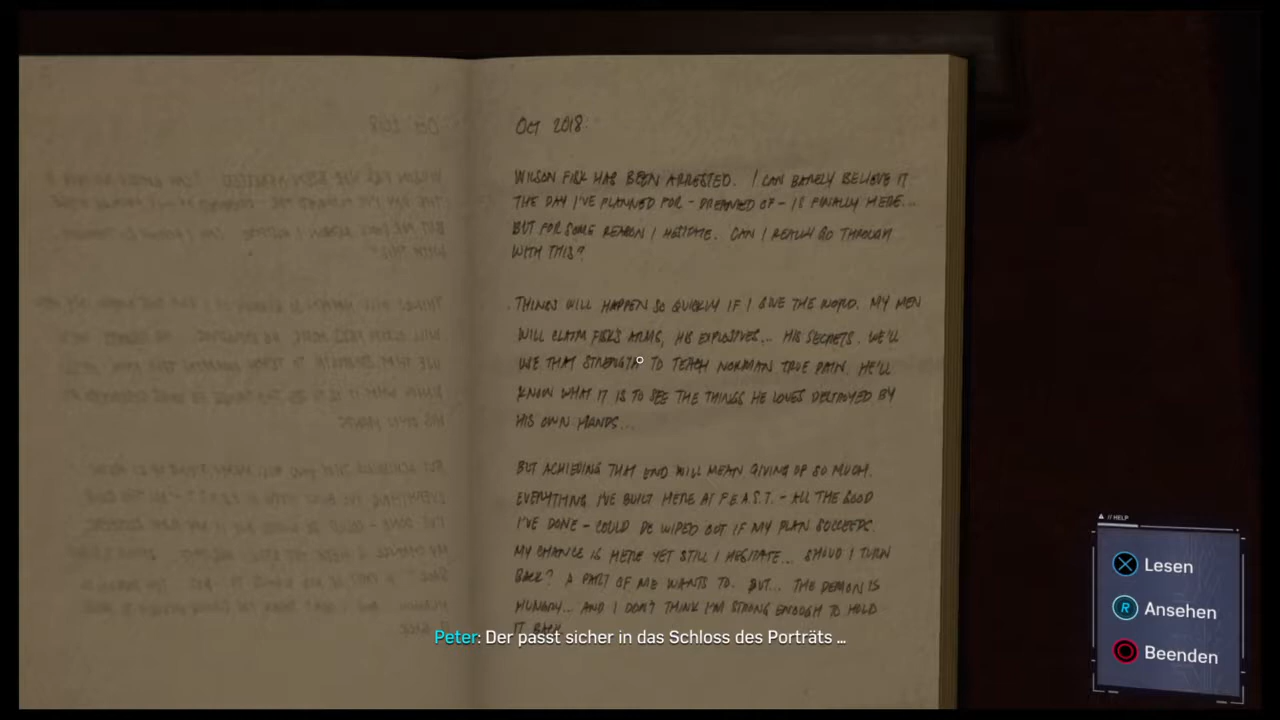 OCT 2018.
WILSON FISK HAS BEEN ARRESTED. I CAN BARELY BELIEVE IT
THE DAY I'VE PLANNED FOR - DREAMED OF - IS FINALLY HERE...
BUT FOR SOME REASON I HESITATE. CAN I REALLY GO THROUGH
WITH THIS?
THINGS WILL HAPPEN SO QUICKLY IF I GIVE THE WORD. MY MEN
WILL CLAIM FISK'S ARMS, HIS EXPLOSIVES... HIS SECRETS. WE'LL
USE THAT STRENGTH TO TEACH NORMAN TRUE PAIN. HE'LL
KNOW WHAT IT IS TO SEE THE THINGS HE LOVES DESTROYED BY
HIS OWN HANDS...
BUT ACHIEVING THAT END WILL MEAN GIVING UP SO MUCH.
EVERYTHING I'VE BUILT HERE AT F.E.A.S.T. - ALL THE GOOD
I'VE DONE - COULD BE WIPED OUT IF MY PLAN SUCCEEDS.
MY CHANCE IS HERE YET STILL I HESITATE... SHOULD I TURN
BACK? A PART OF ME WANTS TO. BUT... THE DEMON IS
HUNGRY... AND I DON'T THINK I'M STRONG ENOUGH TO HOLD
IT BACK.
Peter: Der passt sicher in das Schloss des Porträts ...
// HELP
Lesen
R Ansehen
Beenden